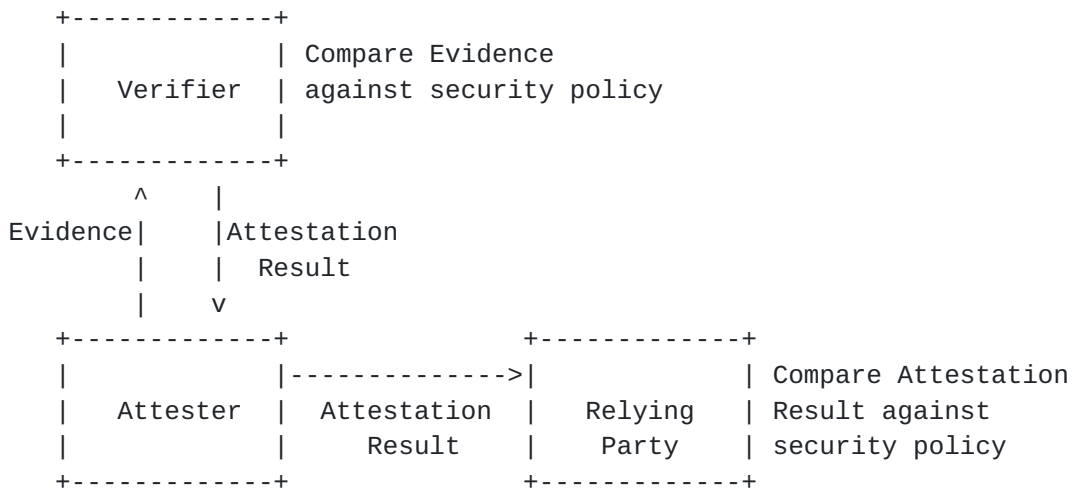 Compare Evidence
Verifier against security policy
Evidence Attestation
Result
Compare Attestation
Attester Attestation Relying Result against
Result Party security policy